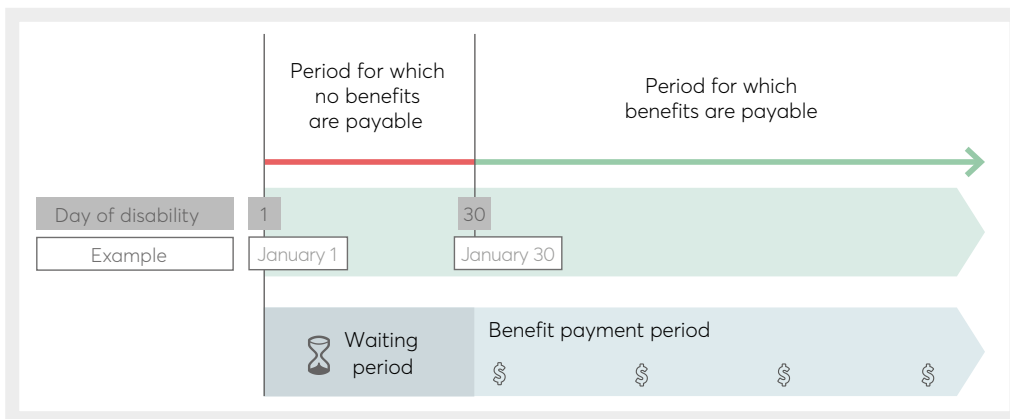 Period for which
no benefits
are payable
Period for which
benefits are payable
Day of disability
1
30
Example
January 1
January 30
Waiting
period
Benefit payment period
$ $ $ $